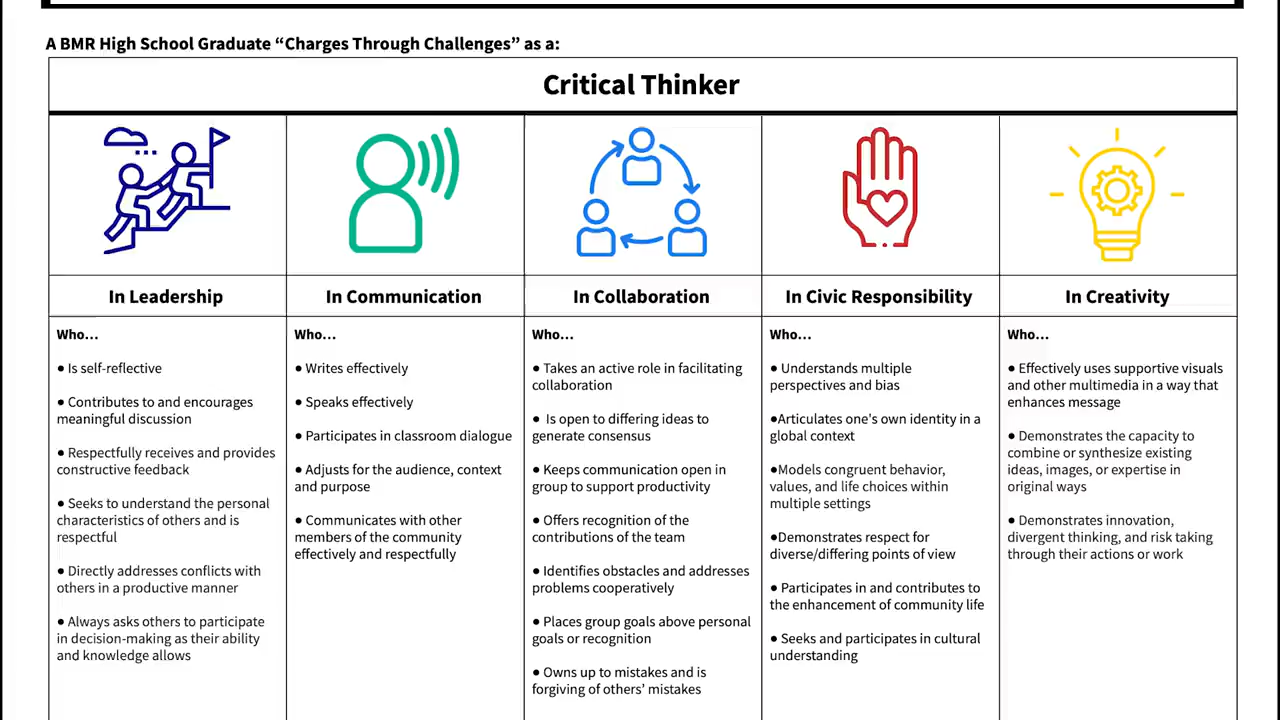 A BMR High School Graduate “Charges Through Challenges” as a:
Critical Thinker
In Leadership
Who...
● Is self-reflective
● Contributes to and encourages
meaningful discussion
● Respectfully receives and provides
constructive feedback
● Seeks to understand the personal
characteristics of others and is
respectful
● Directly addresses conflicts with
others in a productive manner
● Always asks others to participate
in decision-making as their ability
and knowledge allows
In Communication
Who...
● Writes effectively
● Speaks effectively
● Participates in classroom dialogue
● Adjusts for the audience, context
and purpose
● Communicates with other
members of the community
effectively and respectfully
In Collaboration
Who...
● Takes an active role in facilitating
collaboration
● Is open to differing ideas to
generate consensus
● Keeps communication open in
group to support productivity
● Offers recognition of the
contributions of the team
● Identifies obstacles and addresses
problems cooperatively
● Places group goals above personal
goals or recognition
● Owns up to mistakes and is
forgiving of others’ mistakes
In Civic Responsibility
Who...
● Understands multiple
perspectives and bias
●Articulates one's own identity in a
global context
●Models congruent behavior,
values, and life choices within
multiple settings
●Demonstrates respect for
diverse/differing points of view
● Participates in and contributes to
the enhancement of community life
● Seeks and participates in cultural
understanding
In Creativity
Who...
● Effectively uses supportive visuals
and other multimedia in a way that
enhances message
● Demonstrates the capacity to
combine or synthesize existing
ideas, images, or expertise in
original ways
● Demonstrates innovation,
divergent thinking, and risk taking
through their actions or work